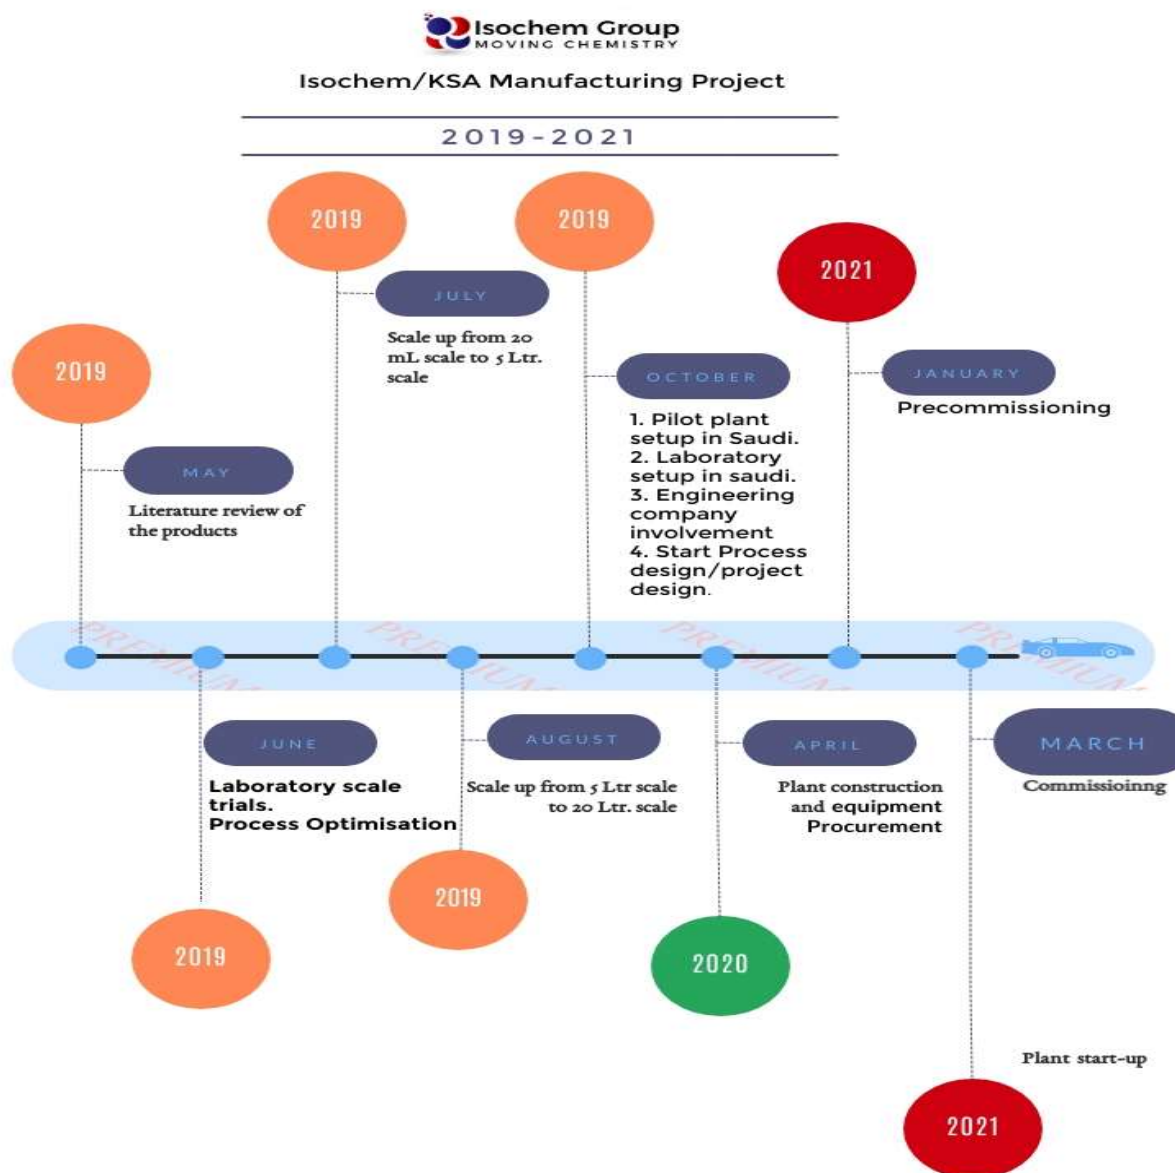 Isochem Group
MOVING CHEMISTRY
Isochem/KSA Manufacturing Project
2019-2021
2019
MAY
Literature review of
the products
2019
JULY
Scale up from 20
mL scale to 5 Ltr.
scale
2019
OCTOBER
1. Pilot plant
setup in Saudi.
2. Laboratory
setup in saudi.
3. Engineering
company
involvement
4. Start Process
design/project
design.
2021
JANUARY
Precommissioning
PREMIUM
PREMIUM
PREMIUM
PREMIUM
JUNE
Laboratory scale
trials.
Process Optimisation
2019
AUGUST
Scale up from 5 Ltr scale
to 20 Ltr. scale
2019
APRIL
Plant construction
and equipment
Procurement
2020
MARCH
Commissioinng
Plant start-up
2021